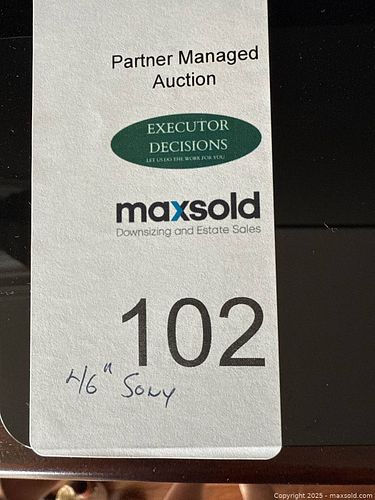 Partner Managed
Auction
EXECUTOR
DECISIONS
LET US DO THE WORK FOR YOU
maxsold
Downsizing and Estate Sales
102
46" Sony
Copyright 2025 - maxsold.com